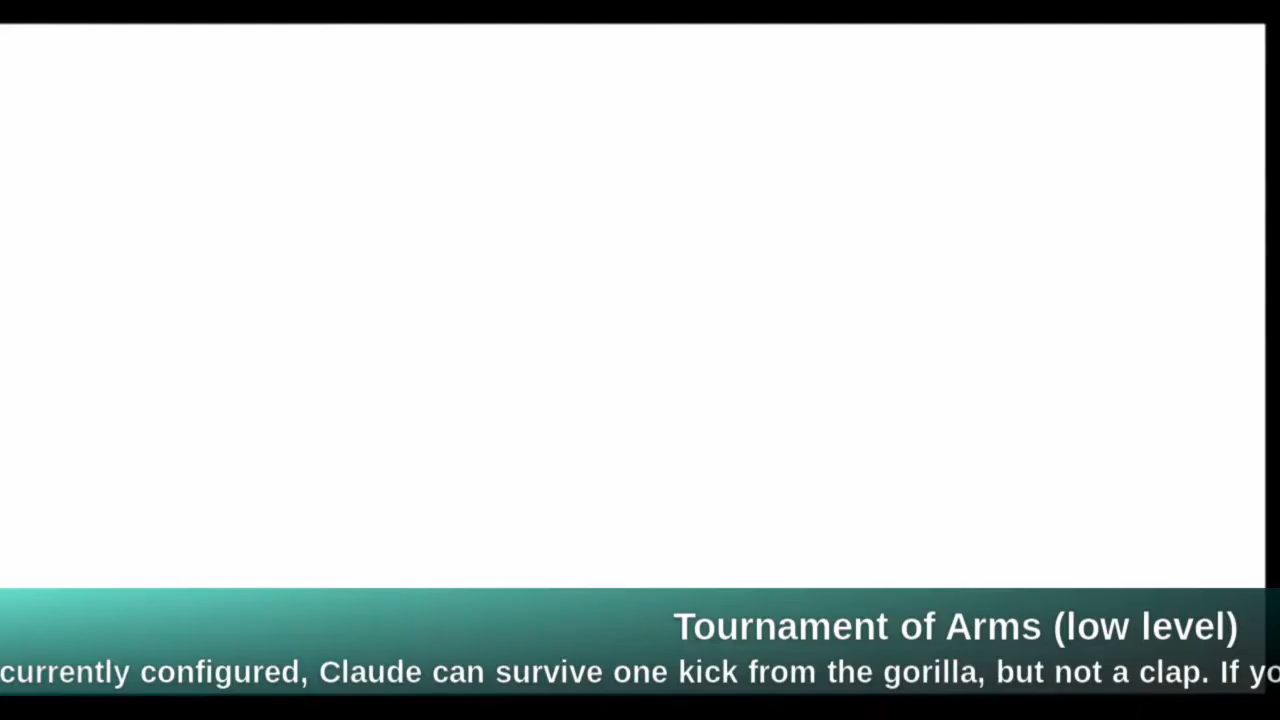 Tournament of Arms (low level)
currently configured, Claude can survive one kick from the gorilla, but not a clap. If